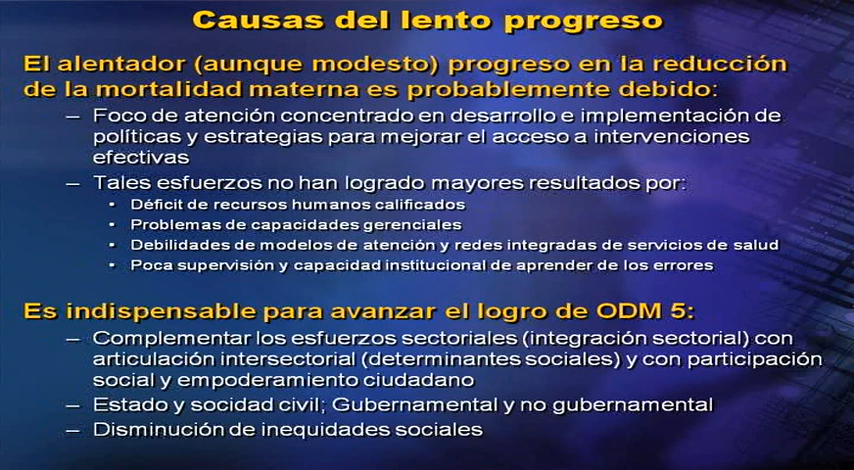 Causas del lento progreso
El alentador (aunque modesto) progreso en la reducción
de la mortalidad materna es probablemente debido:
– Foco de atención concentrado en desarrollo e implementación de
políticas y estrategias para mejorar el acceso a intervenciones
efectivas
– Tales esfuerzos no han logrado mayores resultados por:
• Déficit de recursos humanos calificados
• Problemas de capacidades gerenciales
• Debilidades de modelos de atención y redes integradas de servicios de salud
• Poca supervisión y capacidad institucional de aprender de los errores
Es indispensable para avanzar el logro de ODM 5:
– Complementar los esfuerzos sectoriales (integración sectorial) con
articulación intersectorial (determinantes sociales) y con participación
social y empoderamiento ciudadano
– Estado y socidad civil; Gubernamental y no gubernamental
– Disminución de inequidades sociales